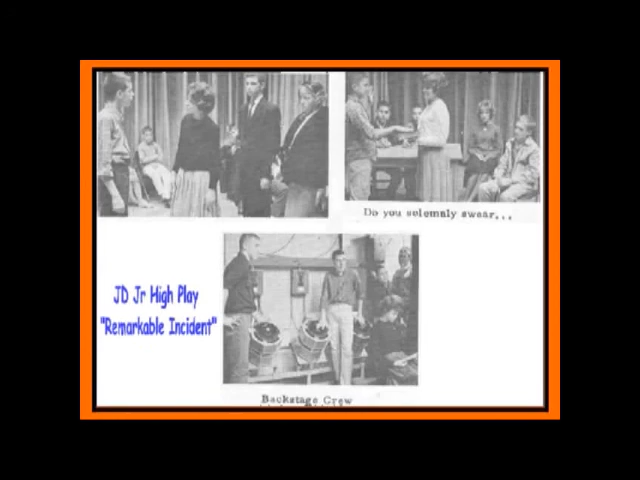 Do you solemnly swear...
JD Jr High Play
"Remarkable Incident"
Backstage Crew